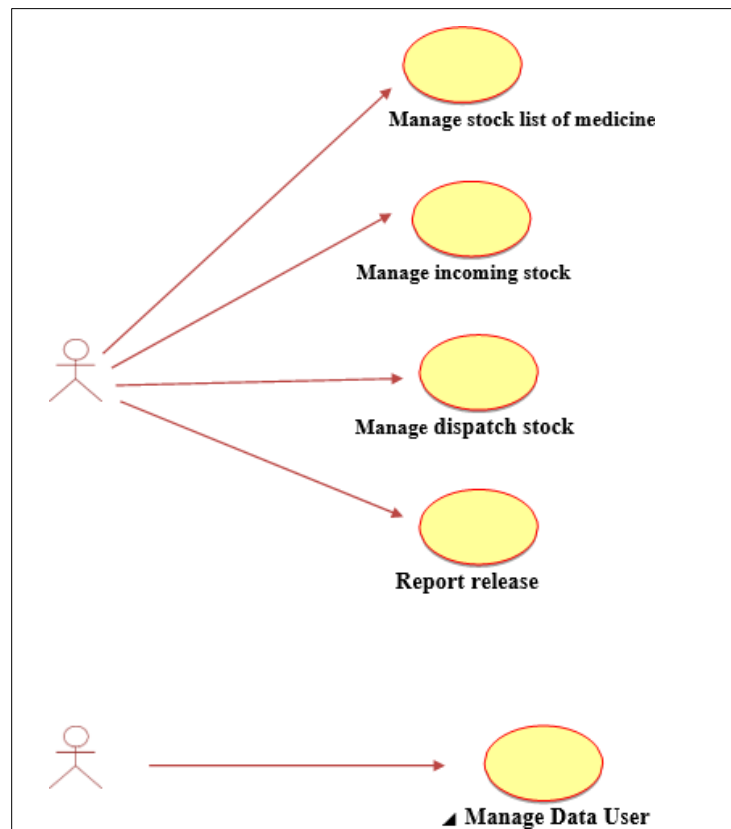 Manage stock list of medicine
Manage incoming stock
Manage dispatch stock
Report release
Manage Data User